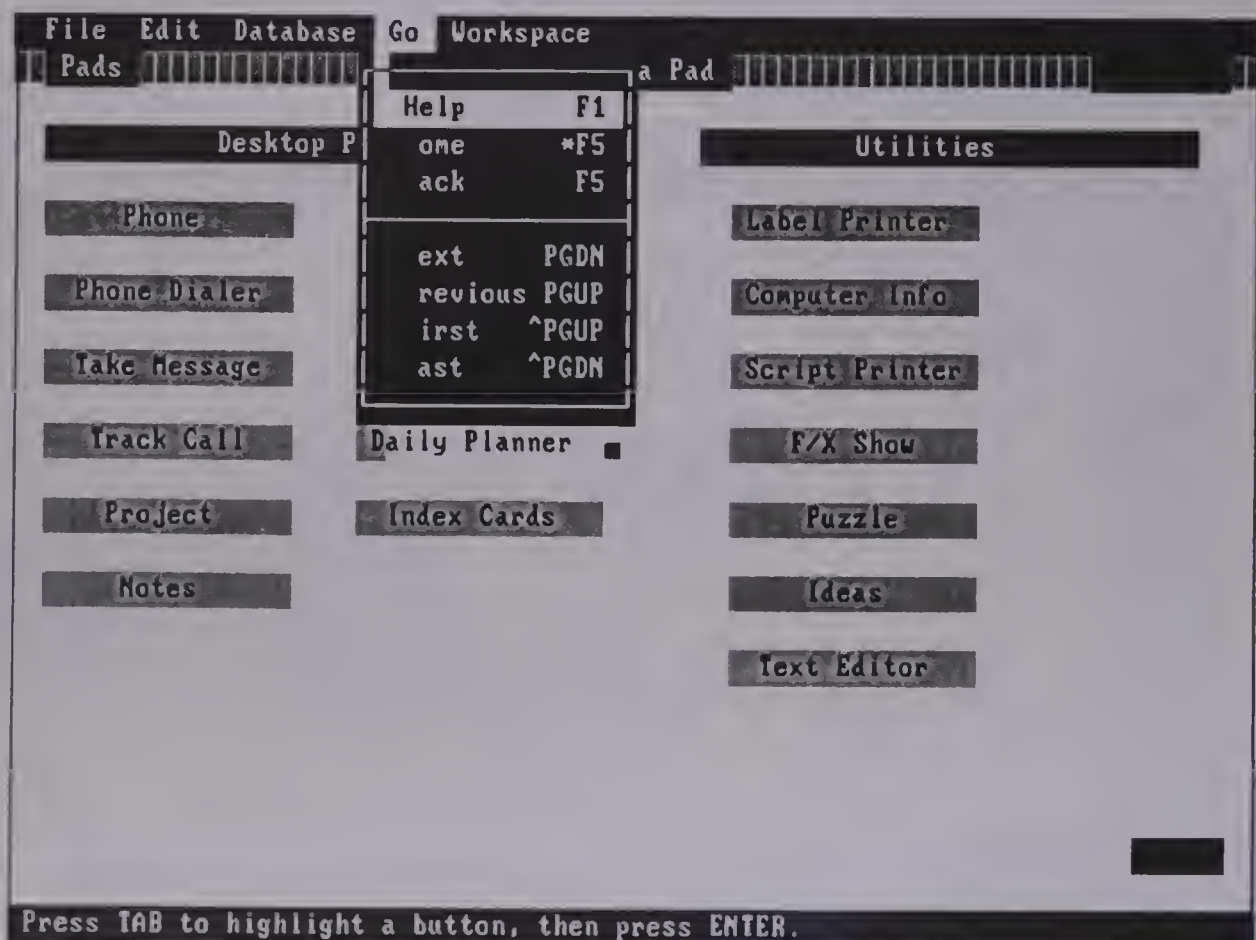 File Edit Database Go Workspace
Pads a Pad
Help F1
ome *F5
ack F5
ext PGDN
revious PGUP
irst ^PGUP
ast ^PGDN
Desktop P
Phone
Phone Dialer
Take Message
Track Call
Project
Notes
Daily Planner
Index Cards
Utilities
Label Printer
Computer Info
Script Printer
F/X Show
Puzzle
Ideas
Text Editor
Press TAB to highlight a button, then press ENTER.